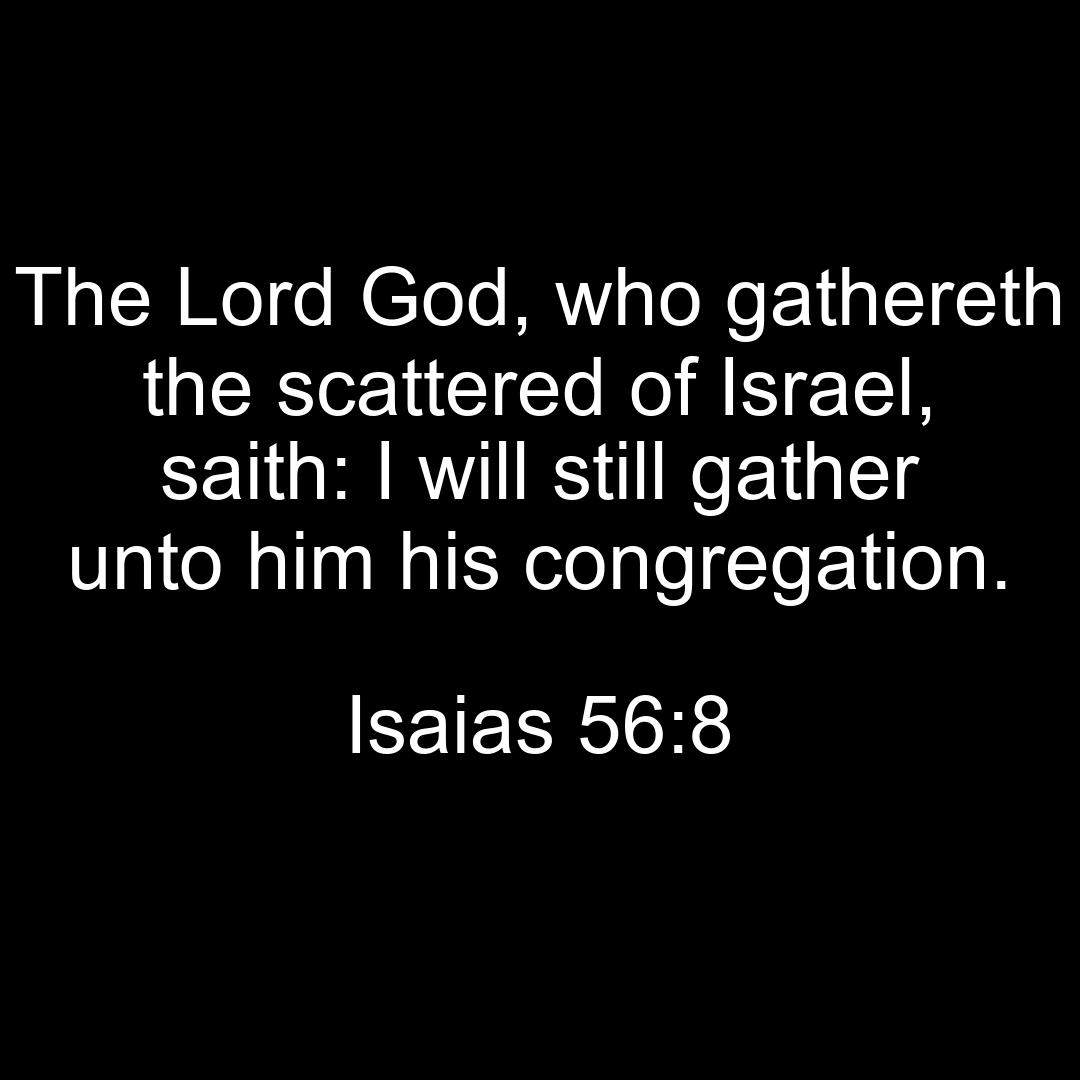 The Lord God, who gathereth
the scattered of Israel,
saith: I will still gather
unto him his congregation.
Isaias 56:8